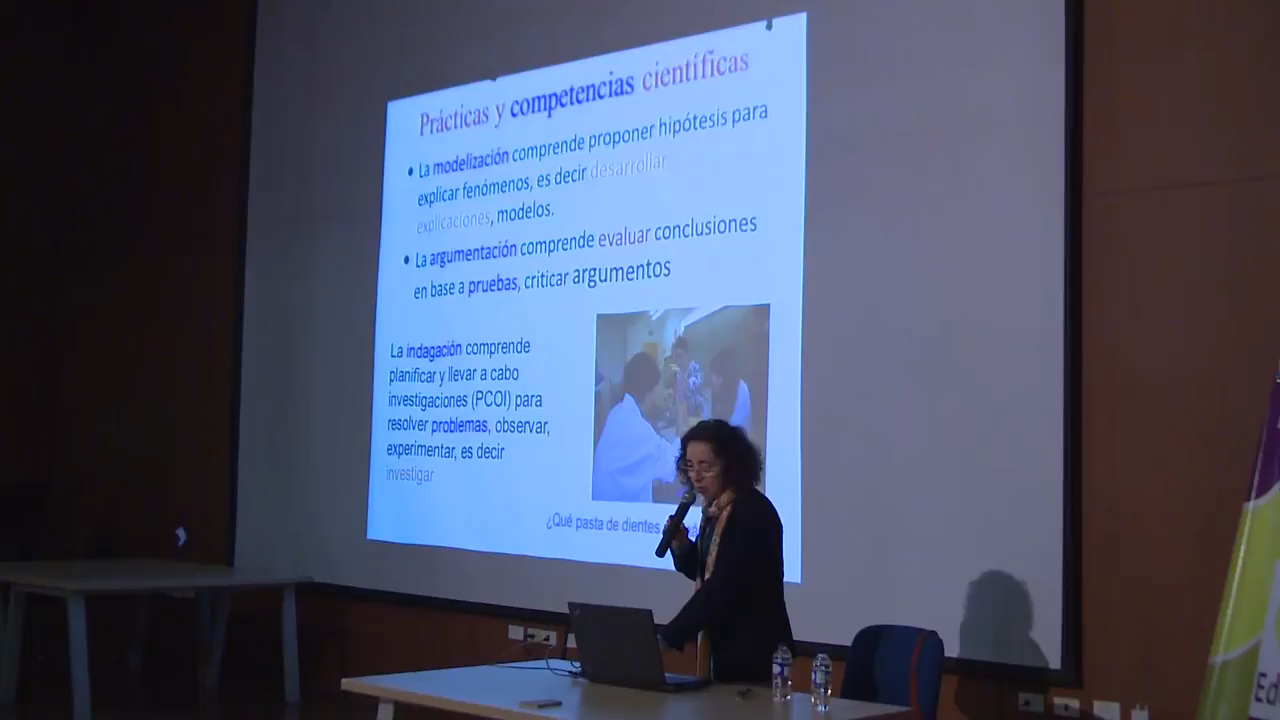 Prácticas y competencias científicas
• La modelización comprende proponer hipótesis para
explicar fenómenos, es decir desarrollar
explicaciones, modelos.
• La argumentación comprende evaluar conclusiones
en base a pruebas, criticar argumentos
La indagación comprende
planificar y llevar a cabo
investigaciones (PCOI) para
resolver problemas, observar,
experimentar, es decir
investigar
¿Qué pasta de dientes
Ed